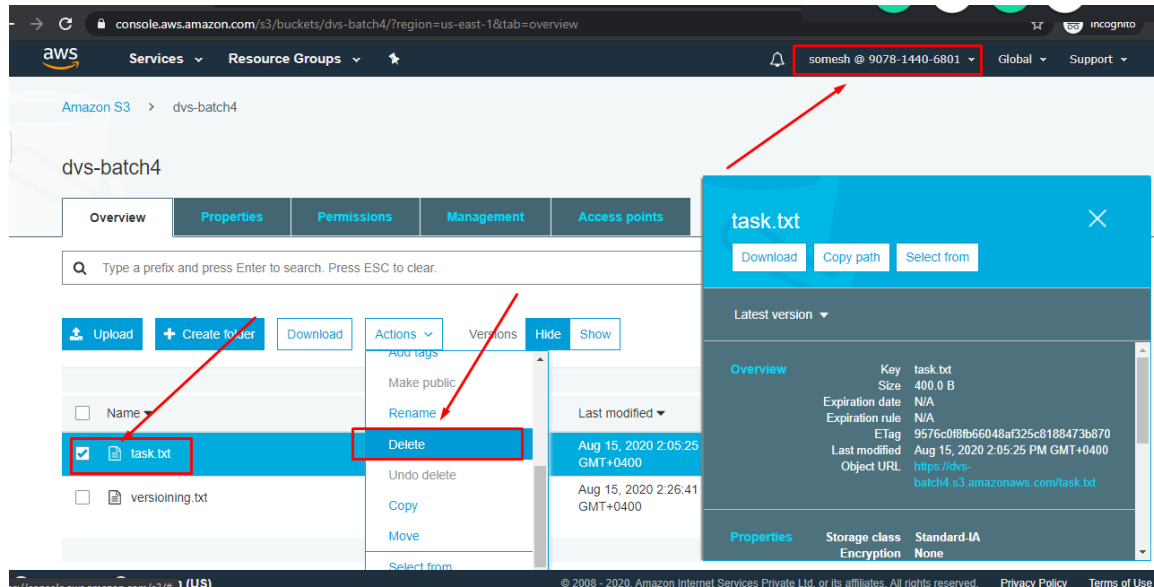 console.aws.amazon.com/s3/buckets/dvs-batch4/?region=us-east-1&tab=overview
Incognito
aws Services Resource Groups somesh @ 9078-1440-6801 Global Support
Amazon S3 > dvs-batch4
dvs-batch4
Overview Properties Permissions Management Access points
Type a prefix and press Enter to search. Press ESC to clear.
Upload + Create folder Download Actions Versions Hide Show
Add tags
Make public
Rename
Delete
Undo delete
Copy
Move
Select from
Name Last modified
task.txt Aug 15, 2020 2:05:25
GMT+0400
versioining.txt Aug 15, 2020 2:26:41
GMT+0400
task.txt
Download Copy path Select from
Latest version
Overview Key task.txt
Size 400.0 B
Expiration date N/A
Expiration rule N/A
ETag 9576c0f8fb66048af325c8188473b870
Last modified Aug 15, 2020 2:05:25 PM GMT+0400
Object URL https://dvs-
batch4.s3.amazonaws.com/task.txt
Properties Storage class Standard-IA
Encryption None
(US) © 2008 - 2020, Amazon Internet Services Private Ltd. or its affiliates. All rights reserved. Privacy Policy Terms of Use